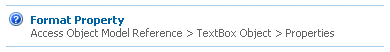 Format Property
Access Object Model Reference > TextBox Object > Properties